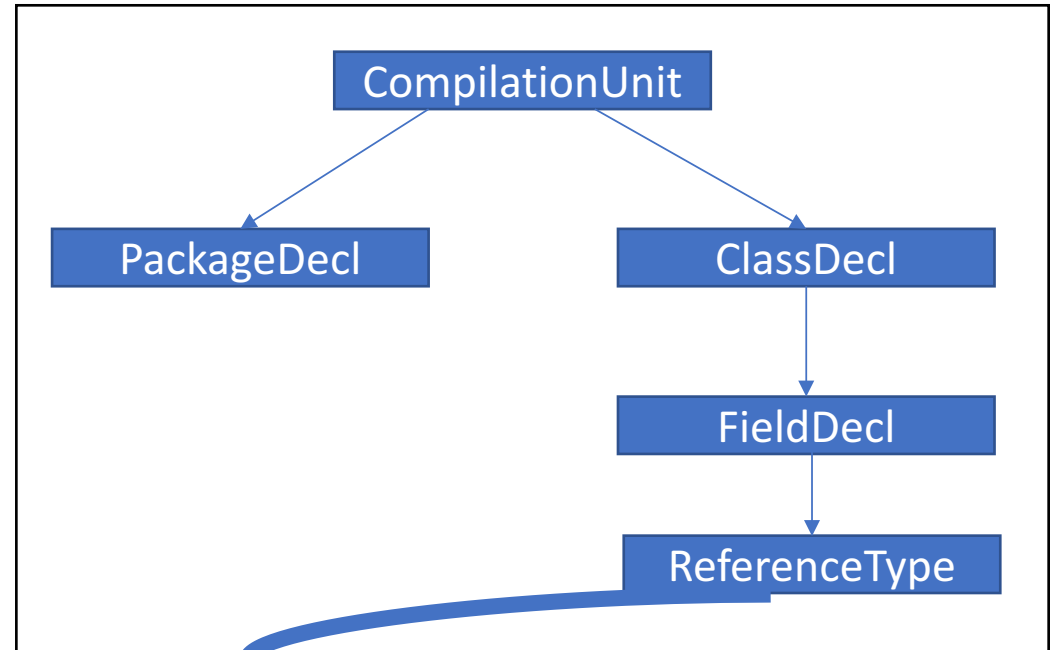 CompilationUnit
PackageDecl
ClassDecl
FieldDecl
ReferenceType